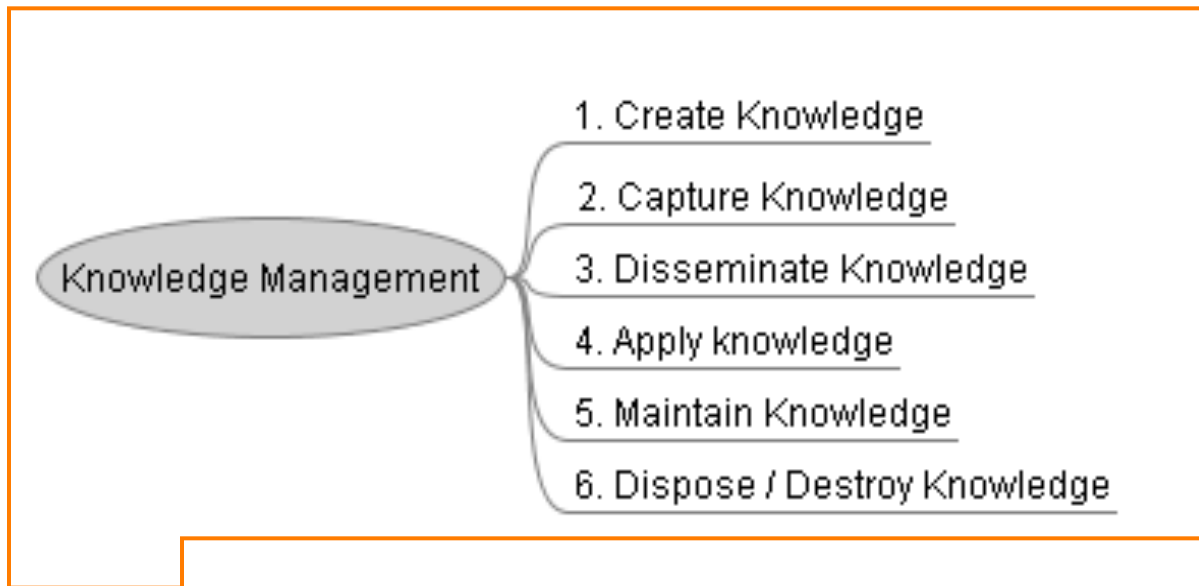 1. Create Knowledge
2. Capture Knowledge
Knowledge Management
3. Disseminate Knowledge
4. Apply knowledge
5. Maintain Knowledge
6. Dispose / Destroy Knowledge